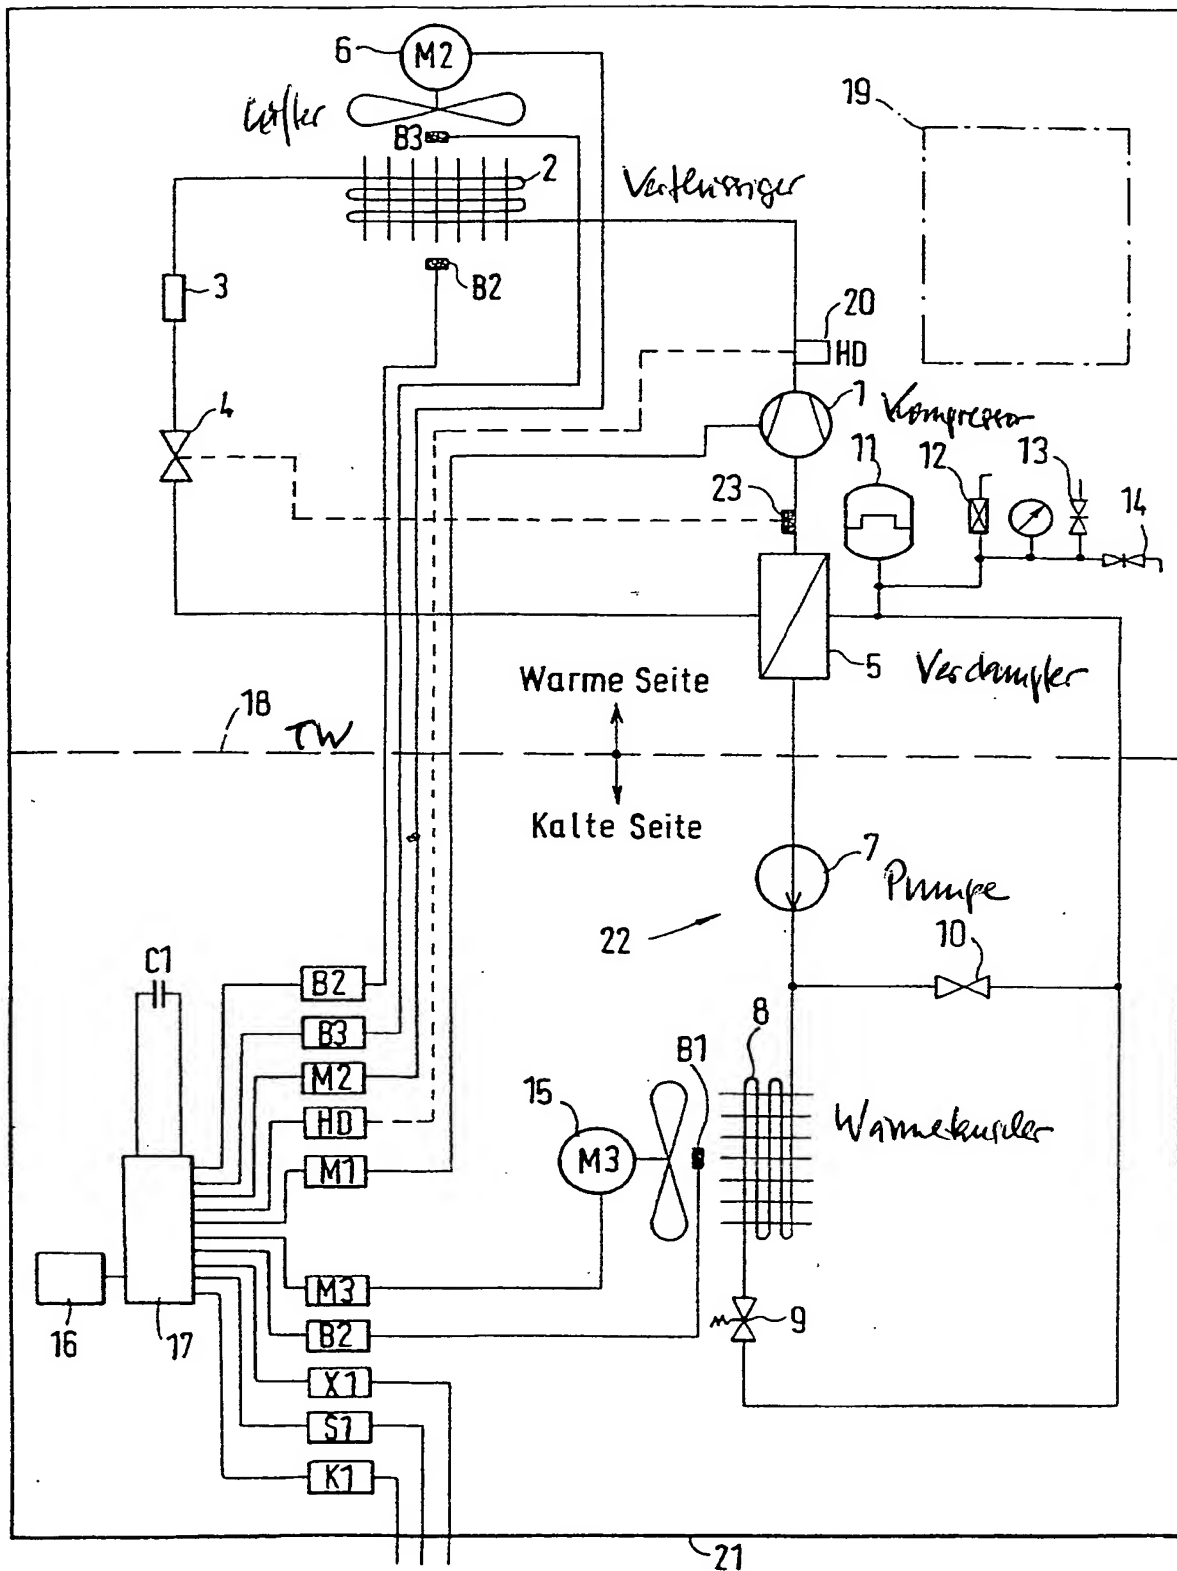 6
M2
Lüfter
B3
2
Verflüssiger
19
B2
3
20
HD
4
1
Kompressor
11
12
13
14
23
5
Verdampfer
Warme Seite
18
TW
Kalte Seite
7
Pumpe
22
10
C1
B2
B3
M2
HD
M1
8
B1
15
M3
16
17
M3
B2
9
X1
S1
K1
21